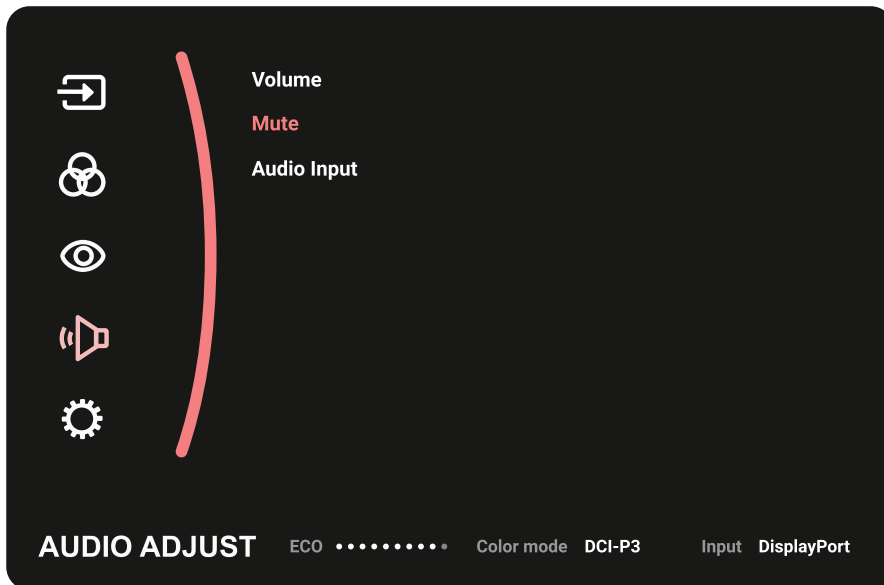 Volume
Mute
Audio Input
AUDIO ADJUST ECO Color mode DCI-P3 Input DisplayPort